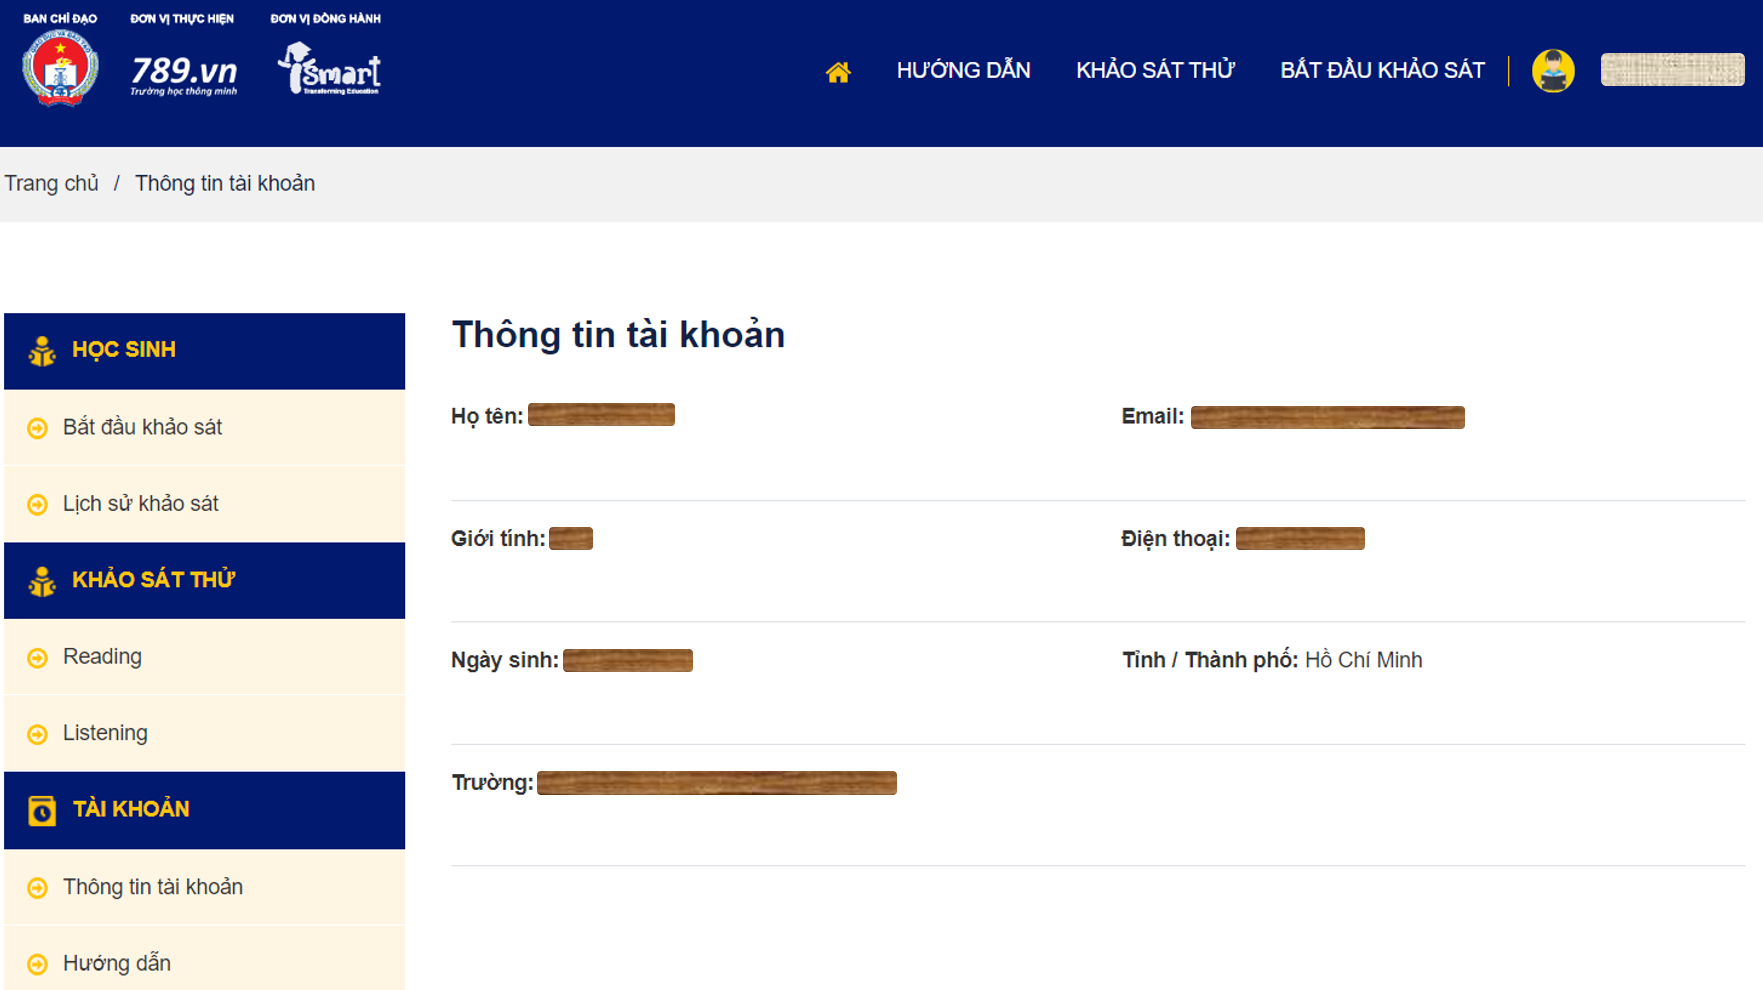 BAN CHỈ ĐẠO
ĐƠN VỊ THỰC HIỆN
ĐƠN VỊ ĐỒNG HÀNH
789.vn
Trường học thông minh
ismart
Transforming Education
HƯỚNG DẪN
KHẢO SÁT THỬ
BẮT ĐẦU KHẢO SÁT
Trang chủ / Thông tin tài khoản
HỌC SINH
Bắt đầu khảo sát
Lịch sử khảo sát
KHẢO SÁT THỬ
Reading
Listening
TÀI KHOẢN
Thông tin tài khoản
Hướng dẫn
Thông tin tài khoản
Họ tên:
Email:
Giới tính:
Điện thoại:
Ngày sinh:
Tỉnh / Thành phố: Hồ Chí Minh
Trường: